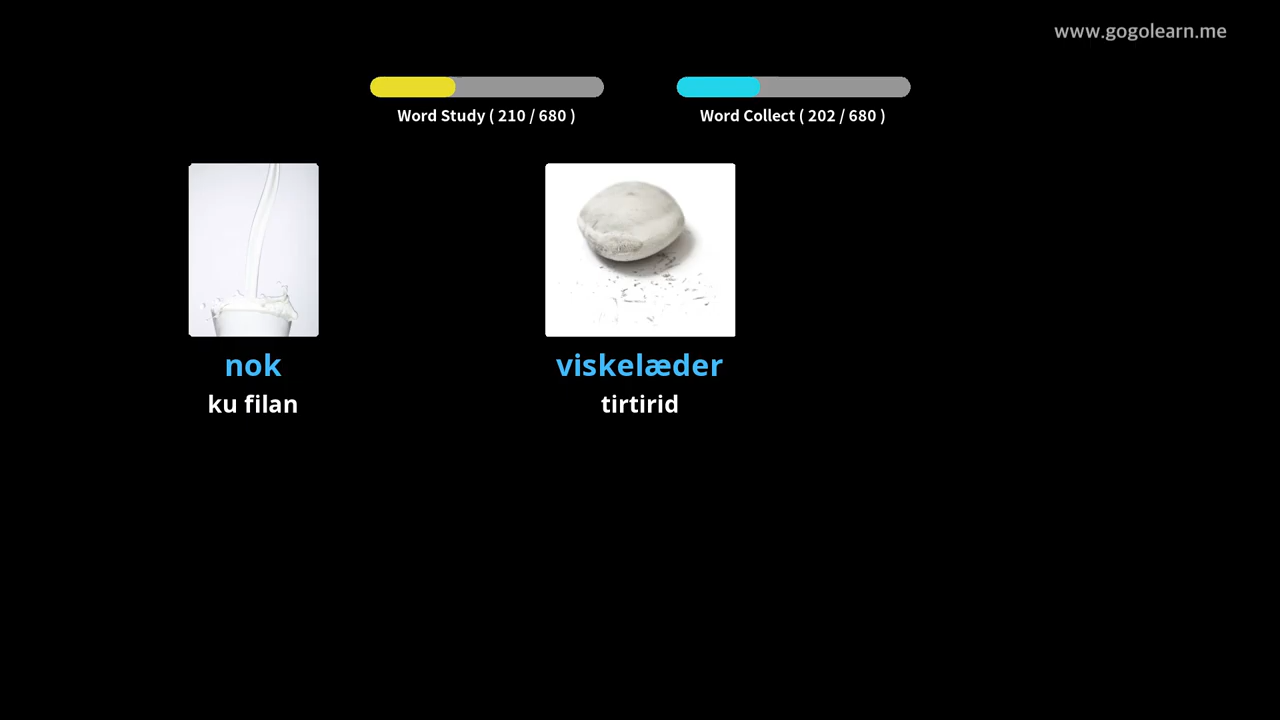 www.gogolearn.me
Word Study ( 210 / 680 )
Word Collect ( 202 / 680 )
nok
ku filan
viskelæder
tirtirid